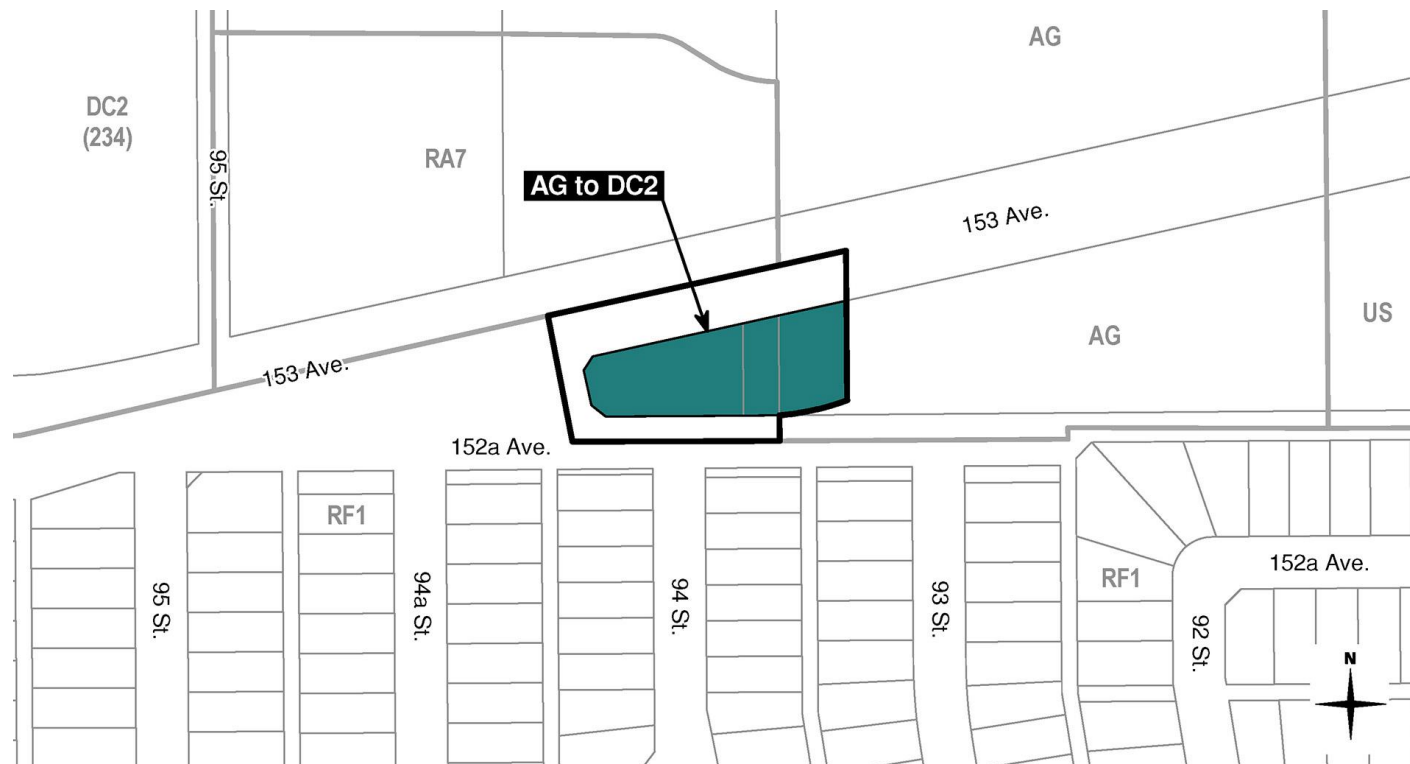 AG
DC2
(234)
95 St.
RA7
AG to DC2
153 Ave.
AG
US
153 Ave.
152a Ave.
RF1
95 St.
94a St.
94 St.
93 St.
RF1
92 St.
152a Ave.
N